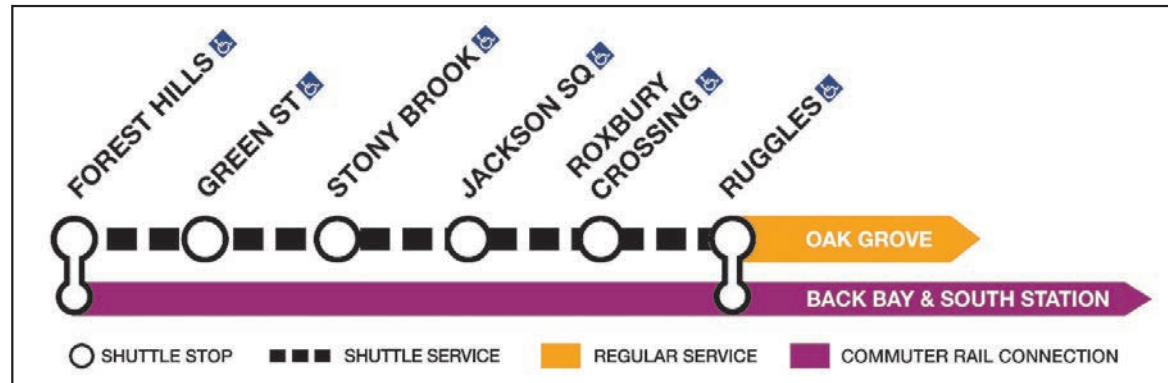 FOREST HILLS
GREEN ST
STONY BROOK
JACKSON SQ
ROXBURY
CROSSING
RUGGLES
OAK GROVE
BACK BAY & SOUTH STATION
SHUTTLE STOP
SHUTTLE SERVICE
REGULAR SERVICE
COMMUTER RAIL CONNECTION